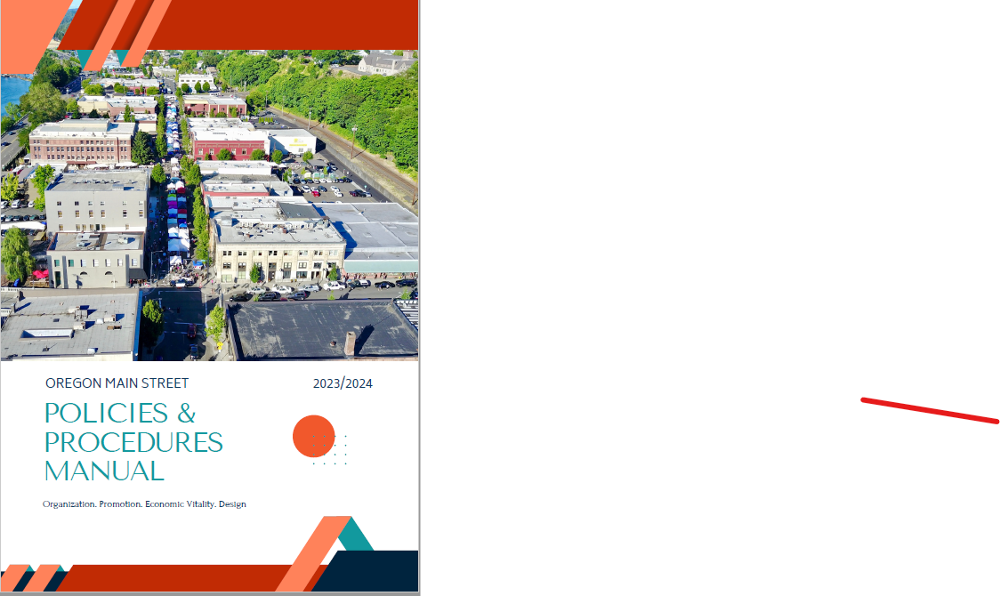 OREGON MAIN STREET
2023/2024
POLICIES &
PROCEDURES
MANUAL
Organization. Promotion. Economic Vitality. Design